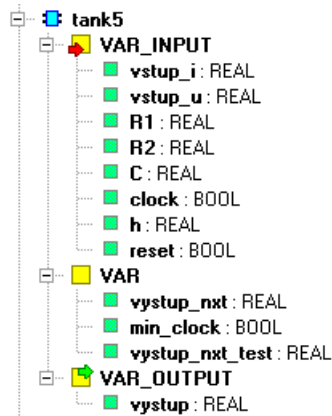 tank5
VAR_INPUT
vstup_i : REAL
vstup_u : REAL
R1 : REAL
R2 : REAL
C : REAL
clock : BOOL
h : REAL
reset : BOOL
VAR
vystup_nxt : REAL
min_clock : BOOL
vystup_nxt_test : REAL
VAR_OUTPUT
vystup : REAL